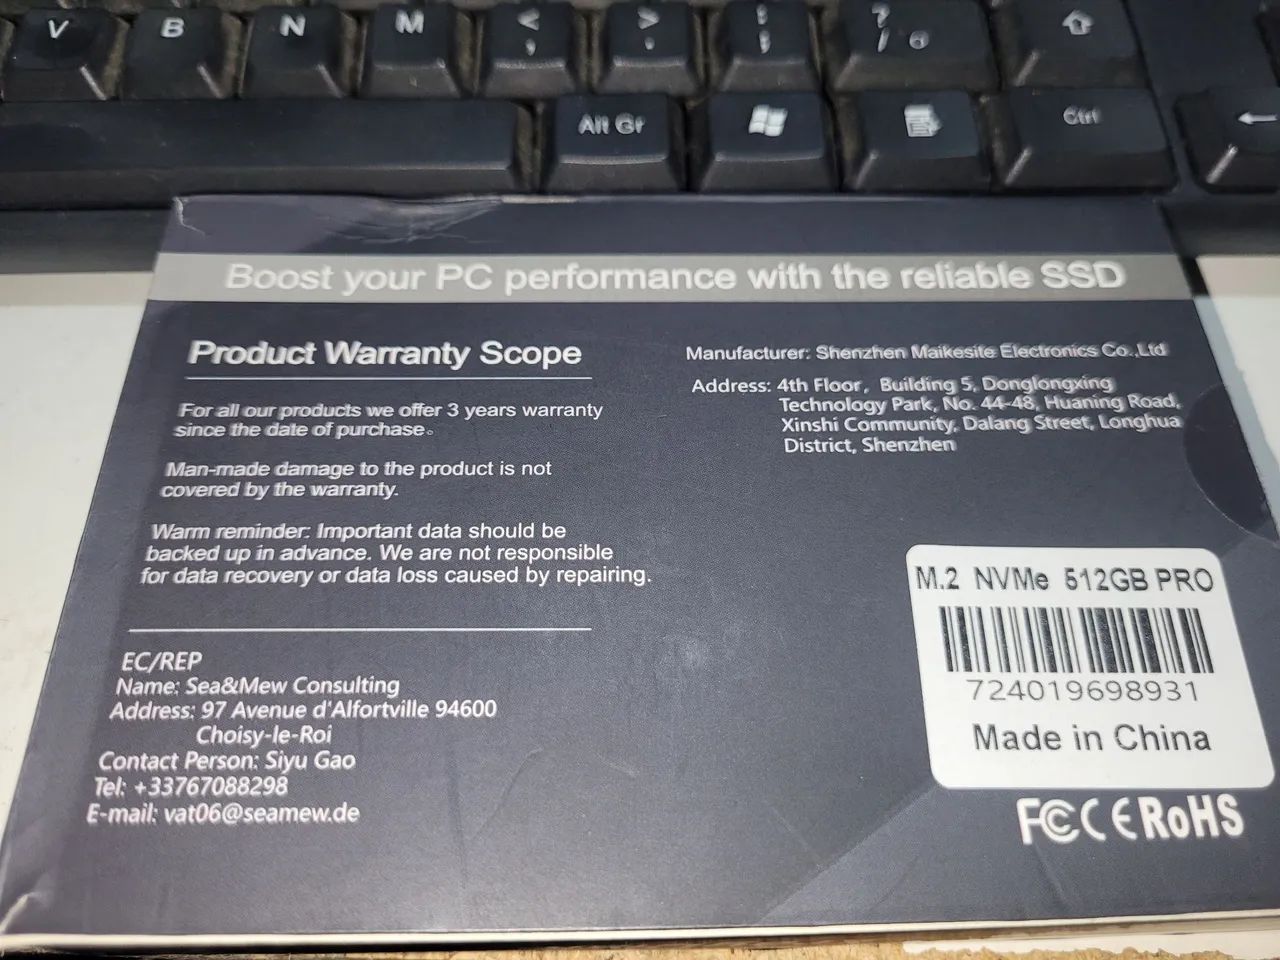 V B N M < , > . : ; ? /
Alt Gr Ctrl
Boost your PC performance with the reliable SSD
Product Warranty Scope
For all our products we offer 3 years warranty
since the date of purchase。
Man-made damage to the product is not
covered by the warranty.
Warm reminder: Important data should be
backed up in advance. We are not responsible
for data recovery or data loss caused by repairing.
EC/REP
Name: Sea&Mew Consulting
Address: 97 Avenue d'Alfortville 94600
Choisy-le-Roi
Contact Person: Siyu Gao
Tel: +33767088298
E-mail: vat06@seamew.de
Manufacturer: Shenzhen Maikesite Electronics Co.,Ltd
Address: 4th Floor, Building 5, Donglongxing
Technology Park, No. 44-48, Huaning Road,
Xinshi Community, Dalang Street, Longhua
District, Shenzhen
M.2 NVMe 512GB PRO
724019698931
Made in China
FC CE RoHS